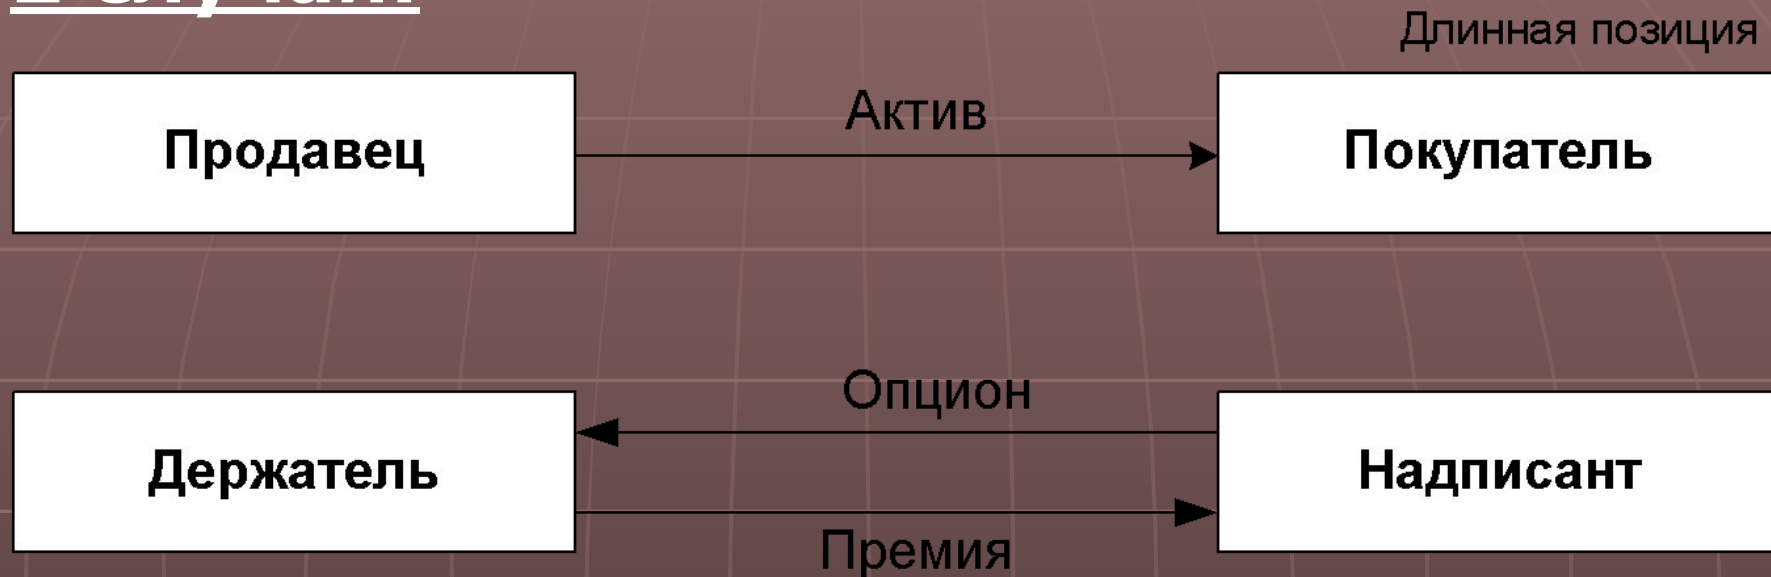 Длинная позиция
Продавец
Актив
Покупатель
Опцион
Держатель
Надписант
Премия